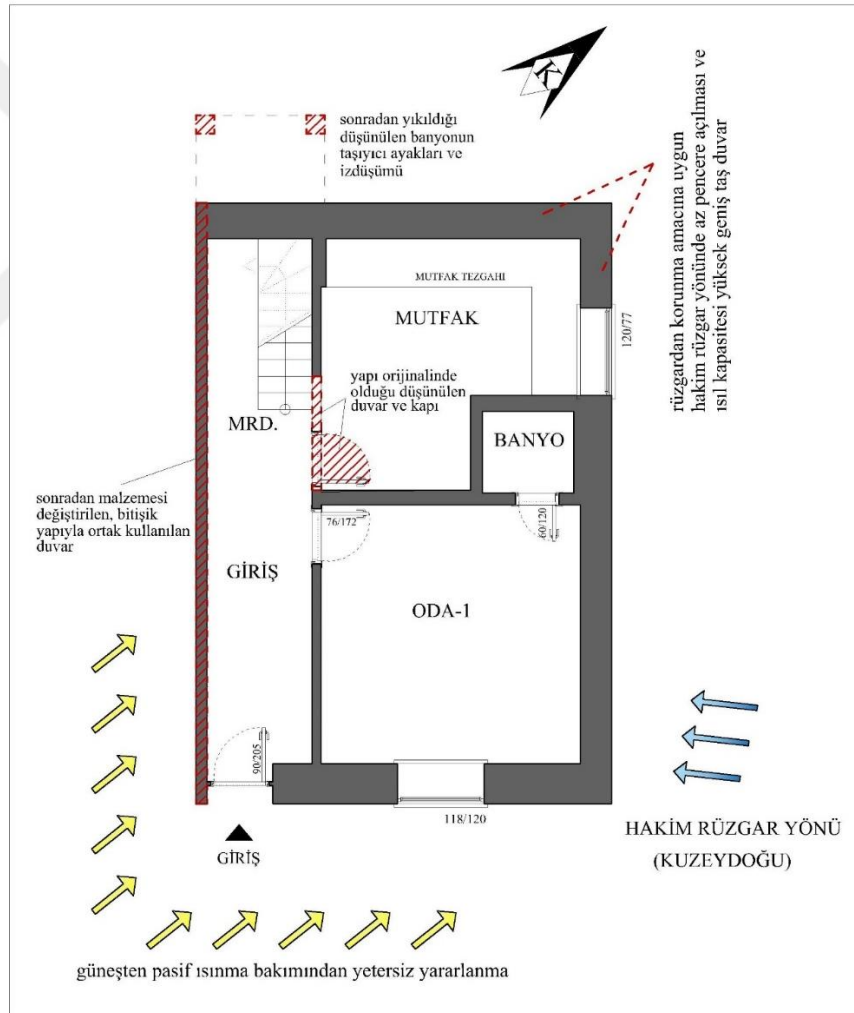 K
sonradan yıkıldığı
düşünülen banyonun
taşıyıcı ayakları ve
izdüşümü
rüzgardan korunma amacına uygun
hakim rüzgar yönünde az pencere açılması ve
ısıl kapasitesi yüksek geniş taş duvar
MUTFAK TEZGAHI
MUTFAK
120/77
yapı orijinalinde
olduğu düşünülen
duvar ve kapı
MRD.
BANYO
sonradan malzemesi
değiştirilen, bitişik
yapıyla ortak kullanılan
duvar
76/172
60/120
GİRİŞ
ODA-1
90/205
118/120
GİRİŞ
HAKİM RÜZGAR YÖNÜ
(KUZEYDOĞU)
güneşten pasif ısınma bakımından yetersiz yararlanma